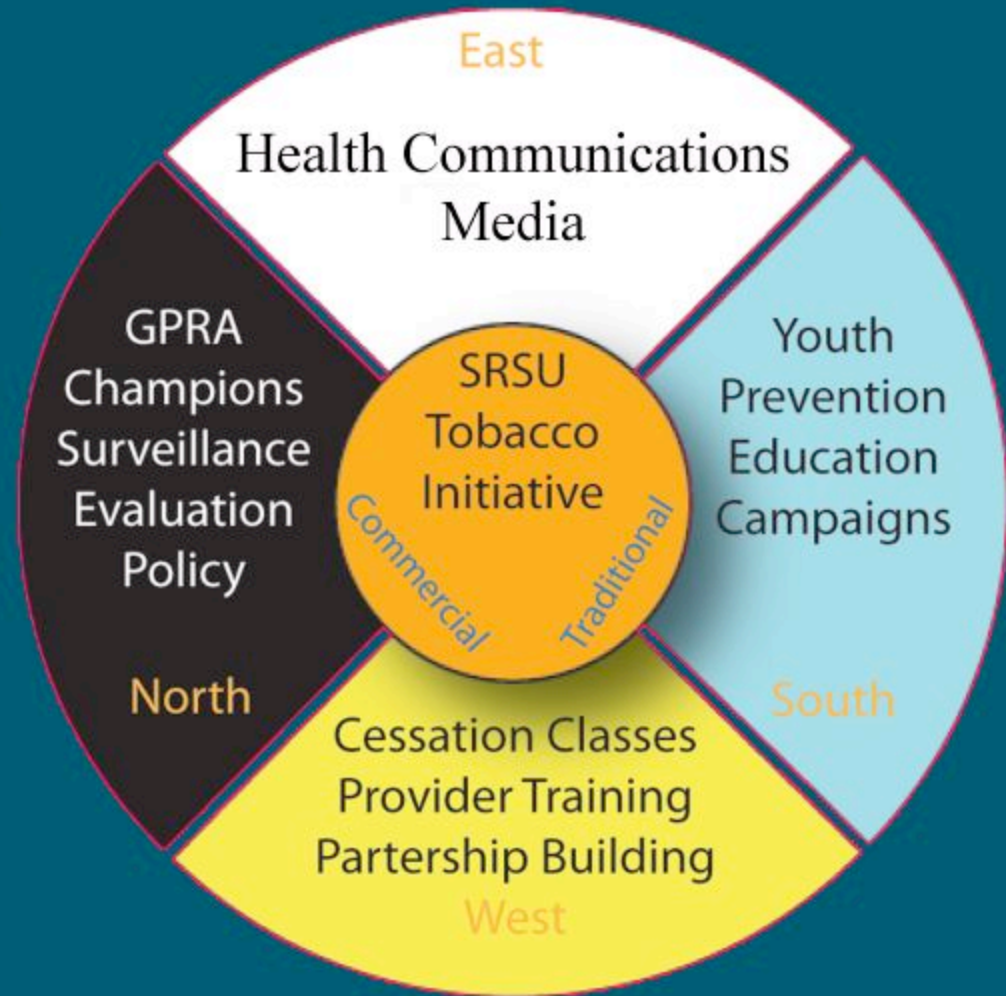 East
Health Communications
Media
GPRA
Champions
Surveillance
Evaluation
Policy
North
SRSU
Tobacco
Initiative
Commercial
Traditional
Youth
Prevention
Education
Campaigns
South
Cessation Classes
Provider Training
Partership Building
West